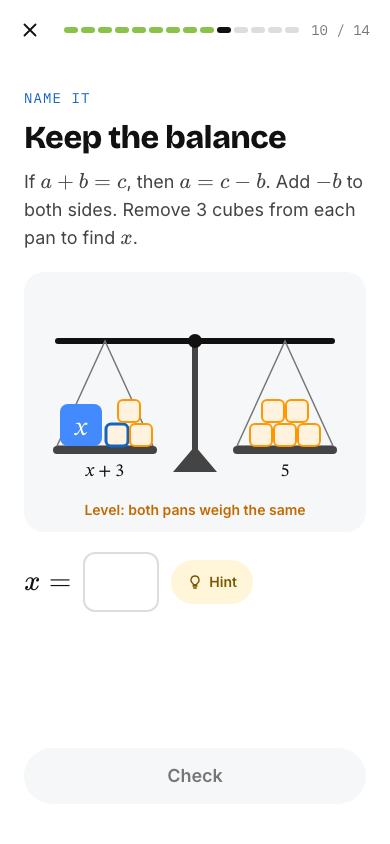 10 / 14
NAME IT
Keep the balance
If a + b = c, then a = c − b. Add −b to
both sides. Remove 3 cubes from each
pan to find x.
x
x + 3
5
Level: both pans weigh the same
x =
Hint
Check